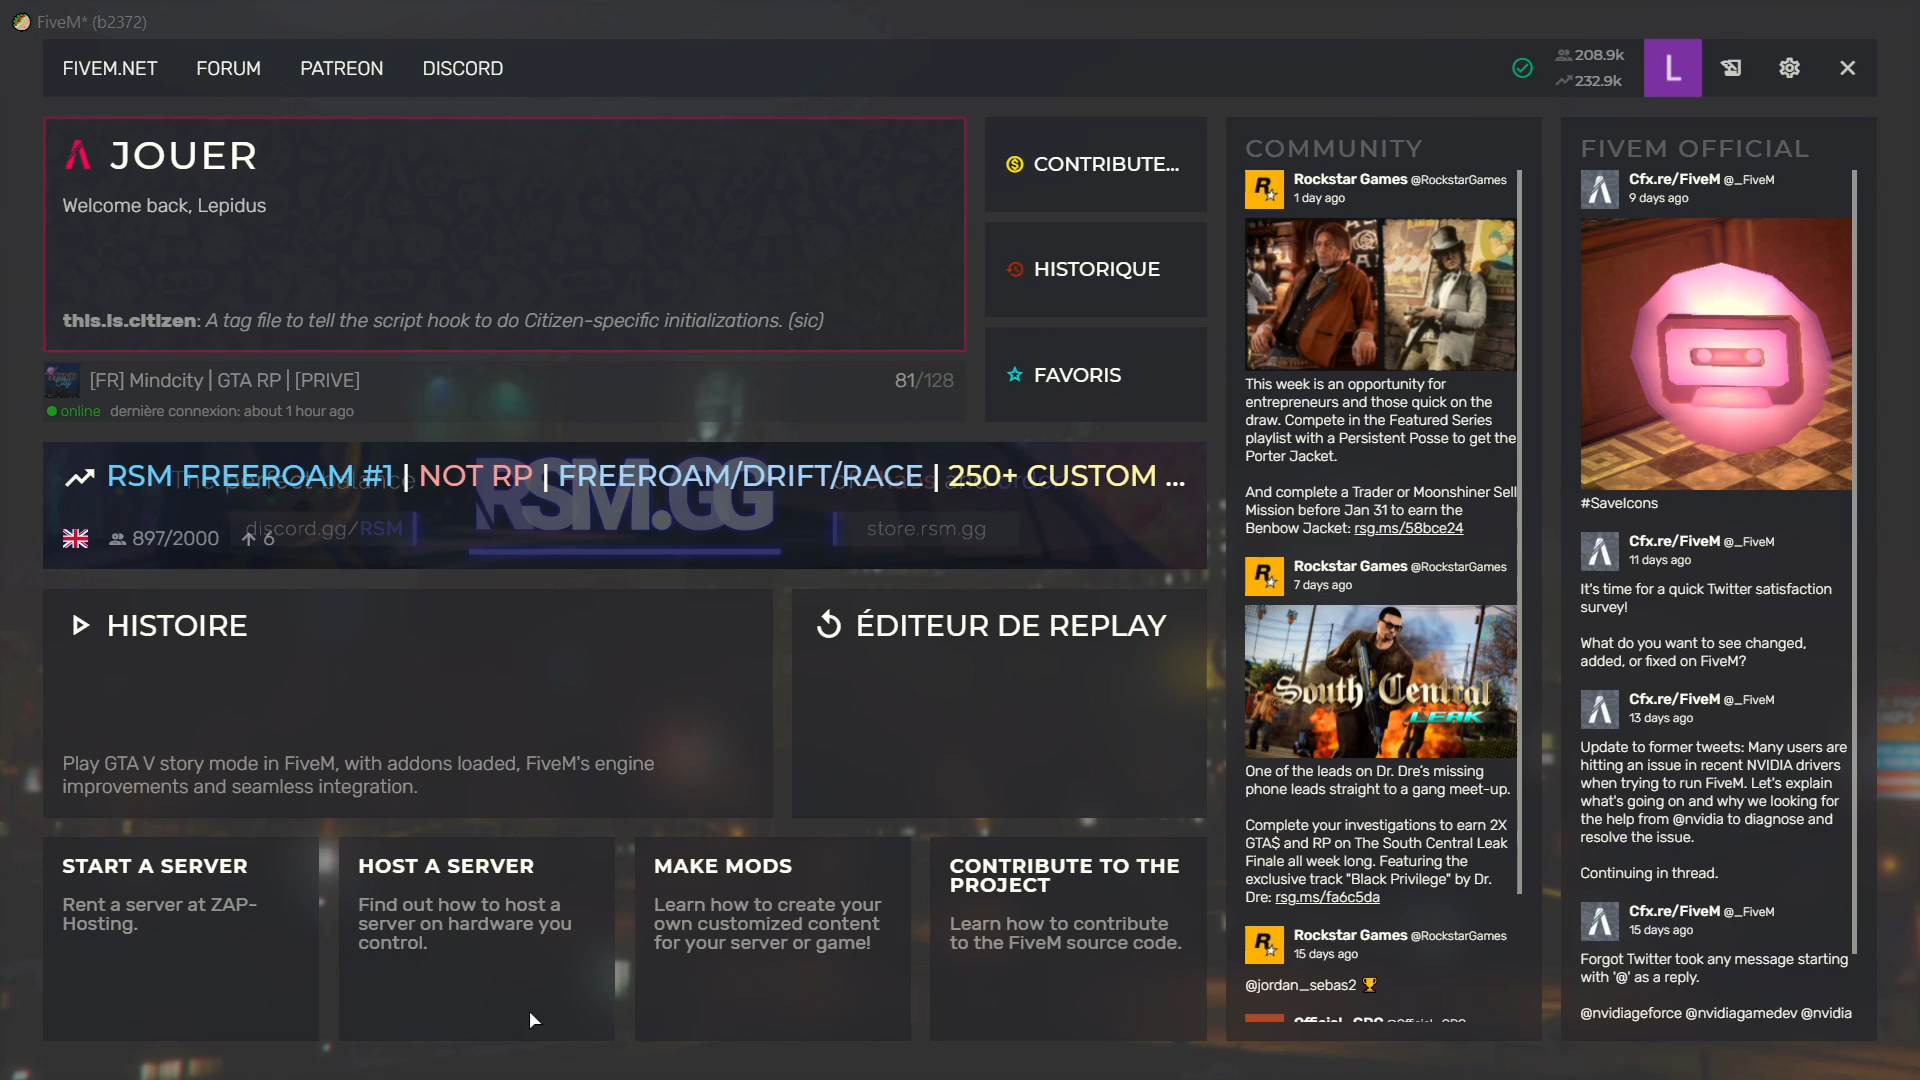 FiveM* (b2372)
FIVEM.NET
FORUM
PATREON
DISCORD
208.9k
232.9k
L
JOUER
Welcome back, Lepidus
this.is.citizen: A tag file to tell the script hook to do Citizen-specific initializations. (sic)
[FR] Mindcity | GTA RP | [PRIVE]
81/128
online
dernière connexion: about 1 hour ago
CONTRIBUTE...
HISTORIQUE
FAVORIS
RSM FREEROAM #1 | NOT RP | FREEROAM/DRIFT/RACE | 250+ CUSTOM ...
The perfect balance
RSM.GG
discord.gg/RSM
store.rsm.gg
897/2000
6
HISTOIRE
Play GTA V story mode in FiveM, with addons loaded, FiveM's engine
improvements and seamless integration.
ÉDITEUR DE REPLAY
START A SERVER
Rent a server at ZAP-
Hosting.
HOST A SERVER
Find out how to host a
server on hardware you
control.
MAKE MODS
Learn how to create your
own customized content
for your server or game!
CONTRIBUTE TO THE
PROJECT
Learn how to contribute
to the FiveM source code.
COMMUNITY
Rockstar Games @RockstarGames
1 day ago
This week is an opportunity for
entrepreneurs and those quick on the
draw. Compete in the Featured Series
playlist with a Persistent Posse to get the
Porter Jacket.
And complete a Trader or Moonshiner Sell
Mission before Jan 31 to earn the
Benbow Jacket: rsg.ms/58bce24
Rockstar Games @RockstarGames
7 days ago
South Central
LEAK
One of the leads on Dr. Dre's missing
phone leads straight to a gang meet-up.
Complete your investigations to earn 2X
GTA$ and RP on The South Central Leak
Finale all week long. Featuring the
exclusive track "Black Privilege" by Dr.
Dre: rsg.ms/fa6c5da
Rockstar Games @RockstarGames
15 days ago
@jordan_sebas2
FIVEM OFFICIAL
Cfx.re/FiveM @_FiveM
9 days ago
#SaveIcons
Cfx.re/FiveM @_FiveM
11 days ago
It's time for a quick Twitter satisfaction
survey!
What do you want to see changed,
added, or fixed on FiveM?
Cfx.re/FiveM @_FiveM
13 days ago
Update to former tweets: Many users are
hitting an issue in recent NVIDIA drivers
when trying to run FiveM. Let's explain
what's going on and why we looking for
the help from @nvidia to diagnose and
resolve the issue.
Continuing in thread.
Cfx.re/FiveM @_FiveM
15 days ago
Forgot Twitter took any message starting
with '@' as a reply.
@nvidiageforce @nvidiagamedev @nvidia